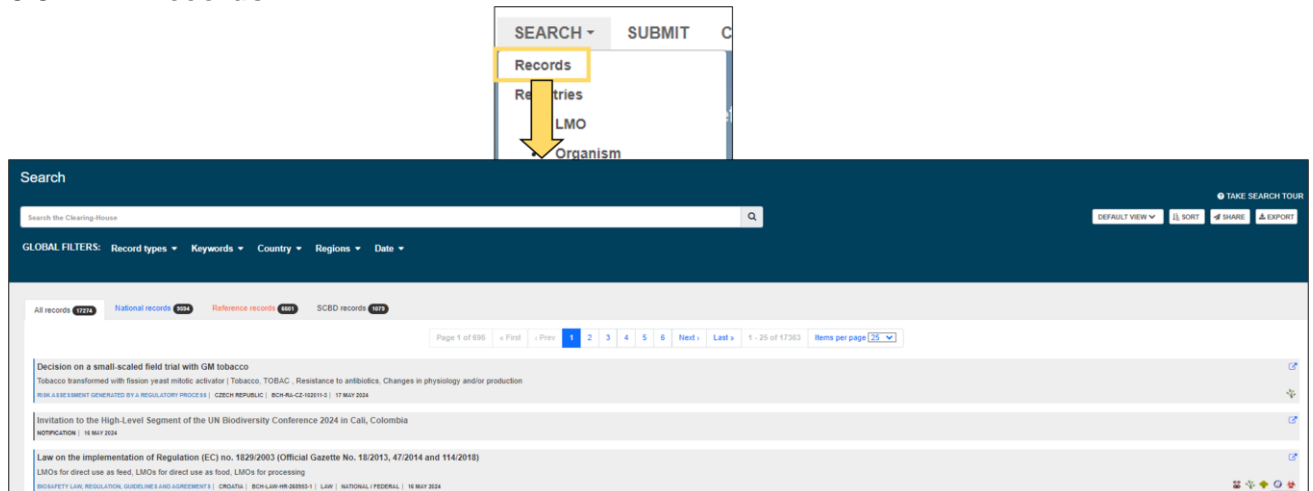 SEARCH SUBMIT C
Records
Re tries
LMO
Organism
Search
TAKE SEARCH TOUR
Search the Clearing-House
DEFAULT VIEW SORT SHARE EXPORT
GLOBAL FILTERS: Record types Keywords Country Regions Date
All records 17274 National records Reference records SCBD records 1079
Page 1 of 695 « First ‹ Prev 1 2 3 4 5 6 Next › Last » 1 - 25 of 17363 Items per page 25
Decision on a small-scaled field trial with GM tobacco
Tobacco transformed with fission yeast mitotic activator | Tobacco, TOBAC , Resistance to antibiotics, Changes in physiology and/or production
RISK ASSESSMENT GENERATED BY A REGULATORY PROCESS | CZECH REPUBLIC | BCH-RA-CZ-102011-3 | 17 MAY 2024
Invitation to the High-Level Segment of the UN Biodiversity Conference 2024 in Cali, Colombia
NOTIFICATION | 16 MAY 2024
Law on the implementation of Regulation (EC) no. 1829/2003 (Official Gazette No. 18/2013, 47/2014 and 114/2018)
LMOs for direct use as feed, LMOs for direct use as food, LMOs for processing
BIOSAFETY LAW, REGULATION, GUIDELINES AND AGREEMENTS | CROATIA | | LAW | NATIONAL / FEDERAL | 16 MAY 2024